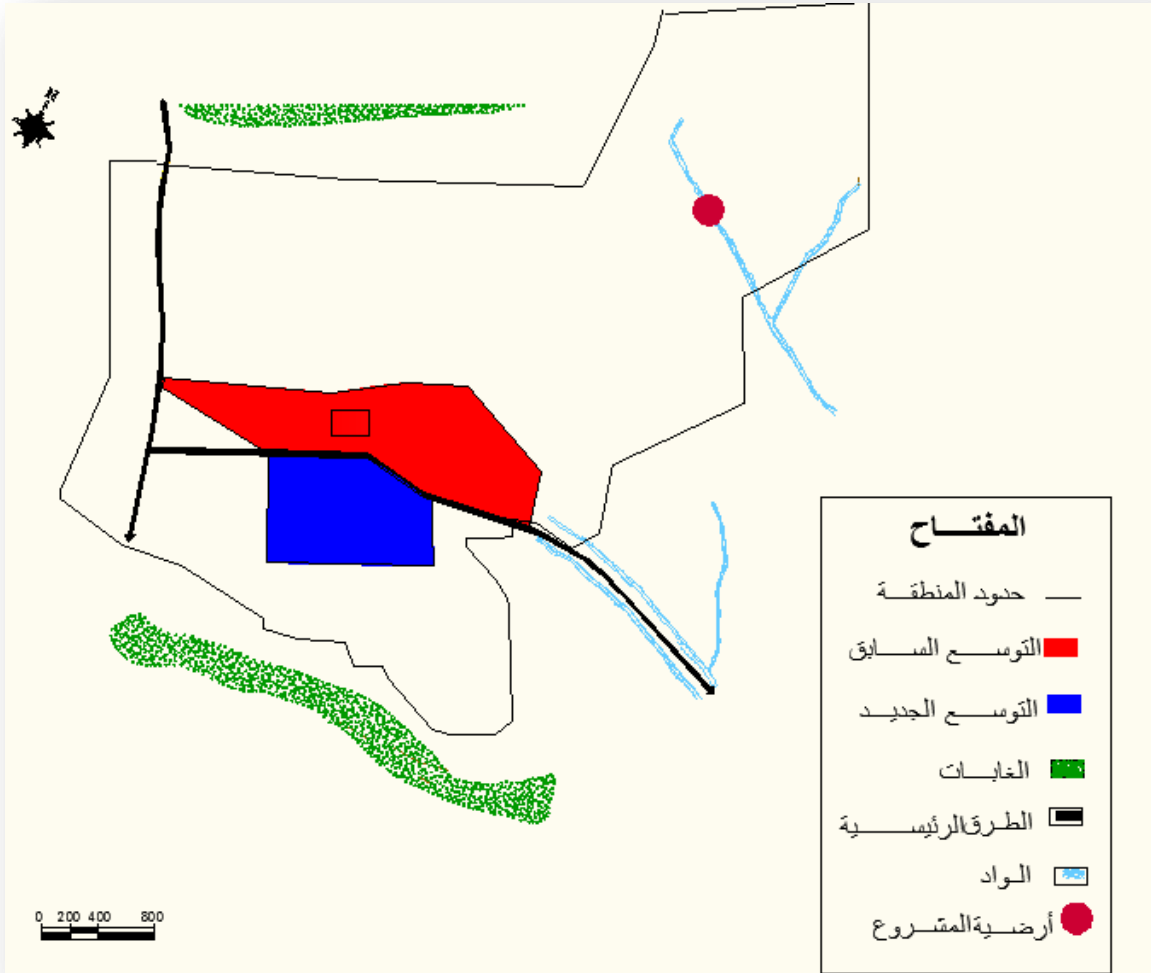 N
المفتاح
حدود المنطقة
التوسع السابق
التوسع الجديد
الغابات
الطرق الرئيسية
الواد
أرضية المشروع
0 200 400 800